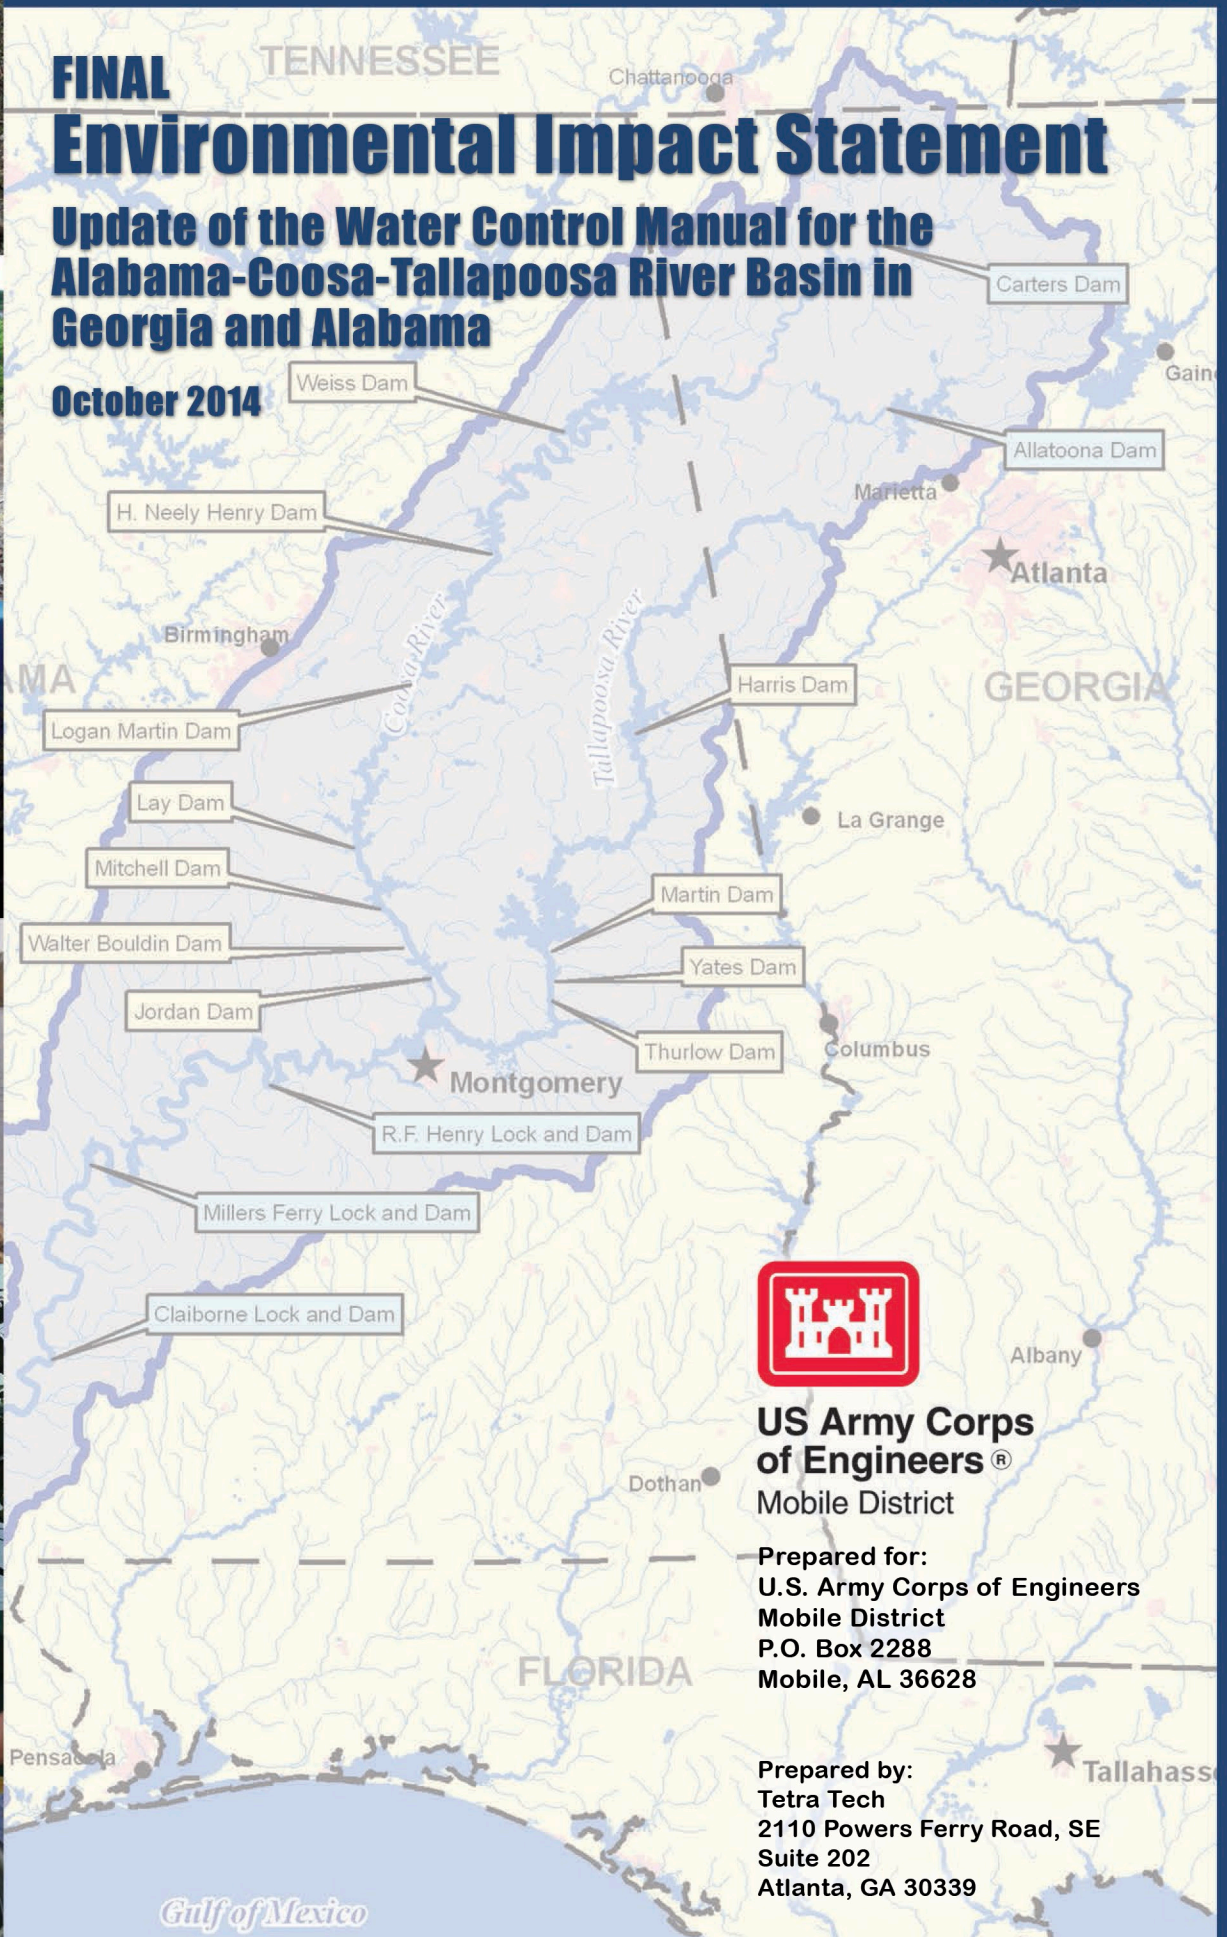 TENNESSEE
Chattanooga
FINAL
Environmental Impact Statement
Update of the Water Control Manual for the
Alabama-Coosa-Tallapoosa River Basin in
Georgia and Alabama
October 2014
Carters Dam
Weiss Dam
Gaine
Allatoona Dam
Marietta
H. Neely Henry Dam
Atlanta
Birmingham
Coosa River
Tallapoosa River
AMA
GEORGIA
Harris Dam
Logan Martin Dam
Lay Dam
La Grange
Mitchell Dam
Martin Dam
Walter Bouldin Dam
Yates Dam
Jordan Dam
Thurlow Dam
Columbus
Montgomery
R.F. Henry Lock and Dam
Millers Ferry Lock and Dam
Claiborne Lock and Dam
Albany
US Army Corps
of Engineers ®
Mobile District
Dothan
Prepared for:
U.S. Army Corps of Engineers
Mobile District
P.O. Box 2288
Mobile, AL 36628
FLORIDA
Pensacola
Tallahass
Prepared by:
Tetra Tech
2110 Powers Ferry Road, SE
Suite 202
Atlanta, GA 30339
Gulf of Mexico